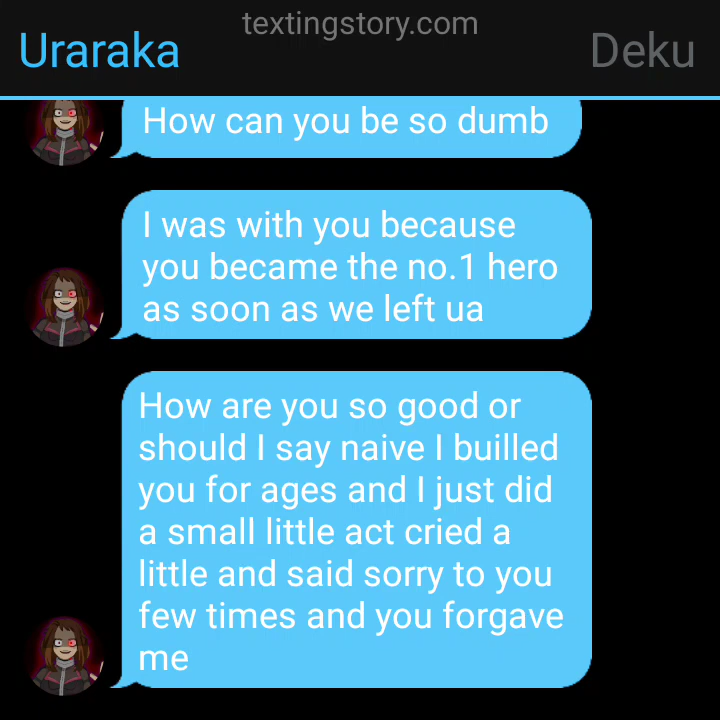 textingstory.com
Uraraka
Deku
How can you be so dumb
I was with you because
you became the no.1 hero
as soon as we left ua
How are you so good or
should I say naive I builled
you for ages and I just did
a small little act cried a
little and said sorry to you
few times and you forgave
me